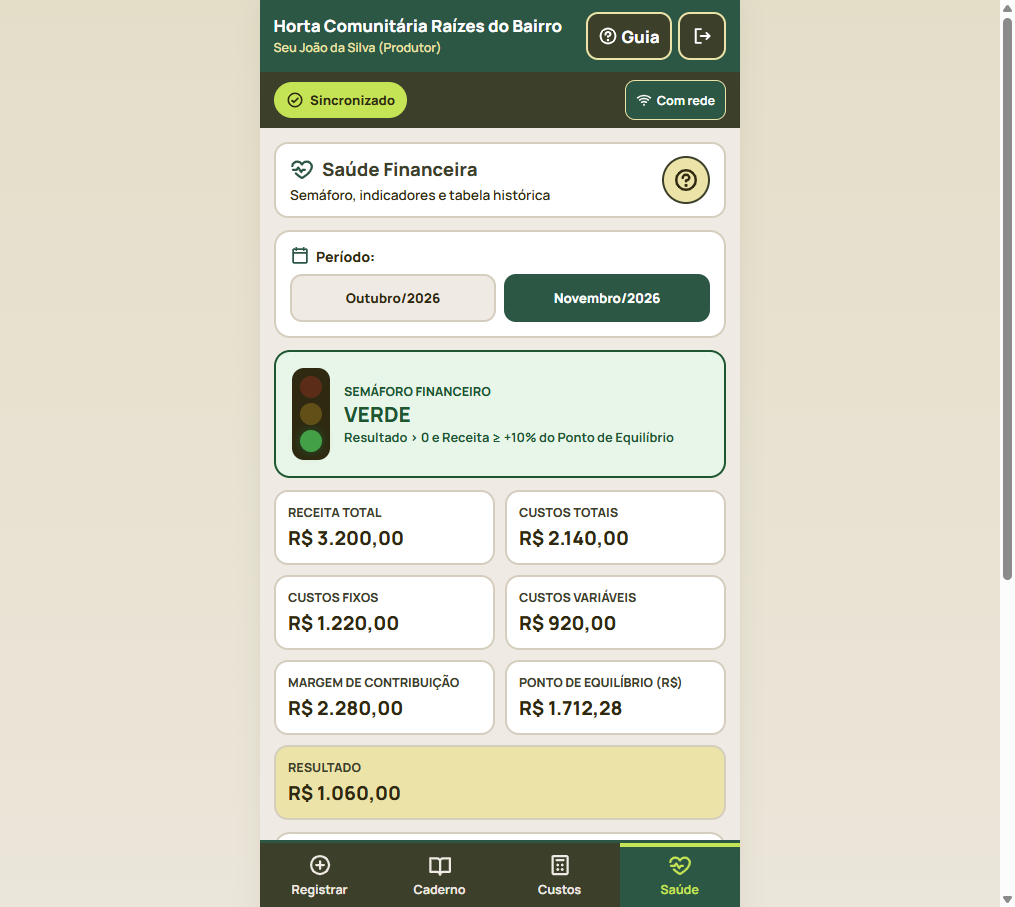 Horta Comunitária Raízes do Bairro
Seu João da Silva (Produtor)
Guia
Sincronizado
Com rede
Saúde Financeira
Semáforo, indicadores e tabela histórica
Período:
Outubro/2026
Novembro/2026
SEMÁFORO FINANCEIRO
VERDE
Resultado > 0 e Receita ≥ +10% do Ponto de Equilíbrio
RECEITA TOTAL
R$ 3.200,00
CUSTOS TOTAIS
R$ 2.140,00
CUSTOS FIXOS
R$ 1.220,00
CUSTOS VARIÁVEIS
R$ 920,00
MARGEM DE CONTRIBUIÇÃO
R$ 2.280,00
PONTO DE EQUILÍBRIO (R$)
R$ 1.712,28
RESULTADO
R$ 1.060,00
Registrar
Caderno
Custos
Saúde